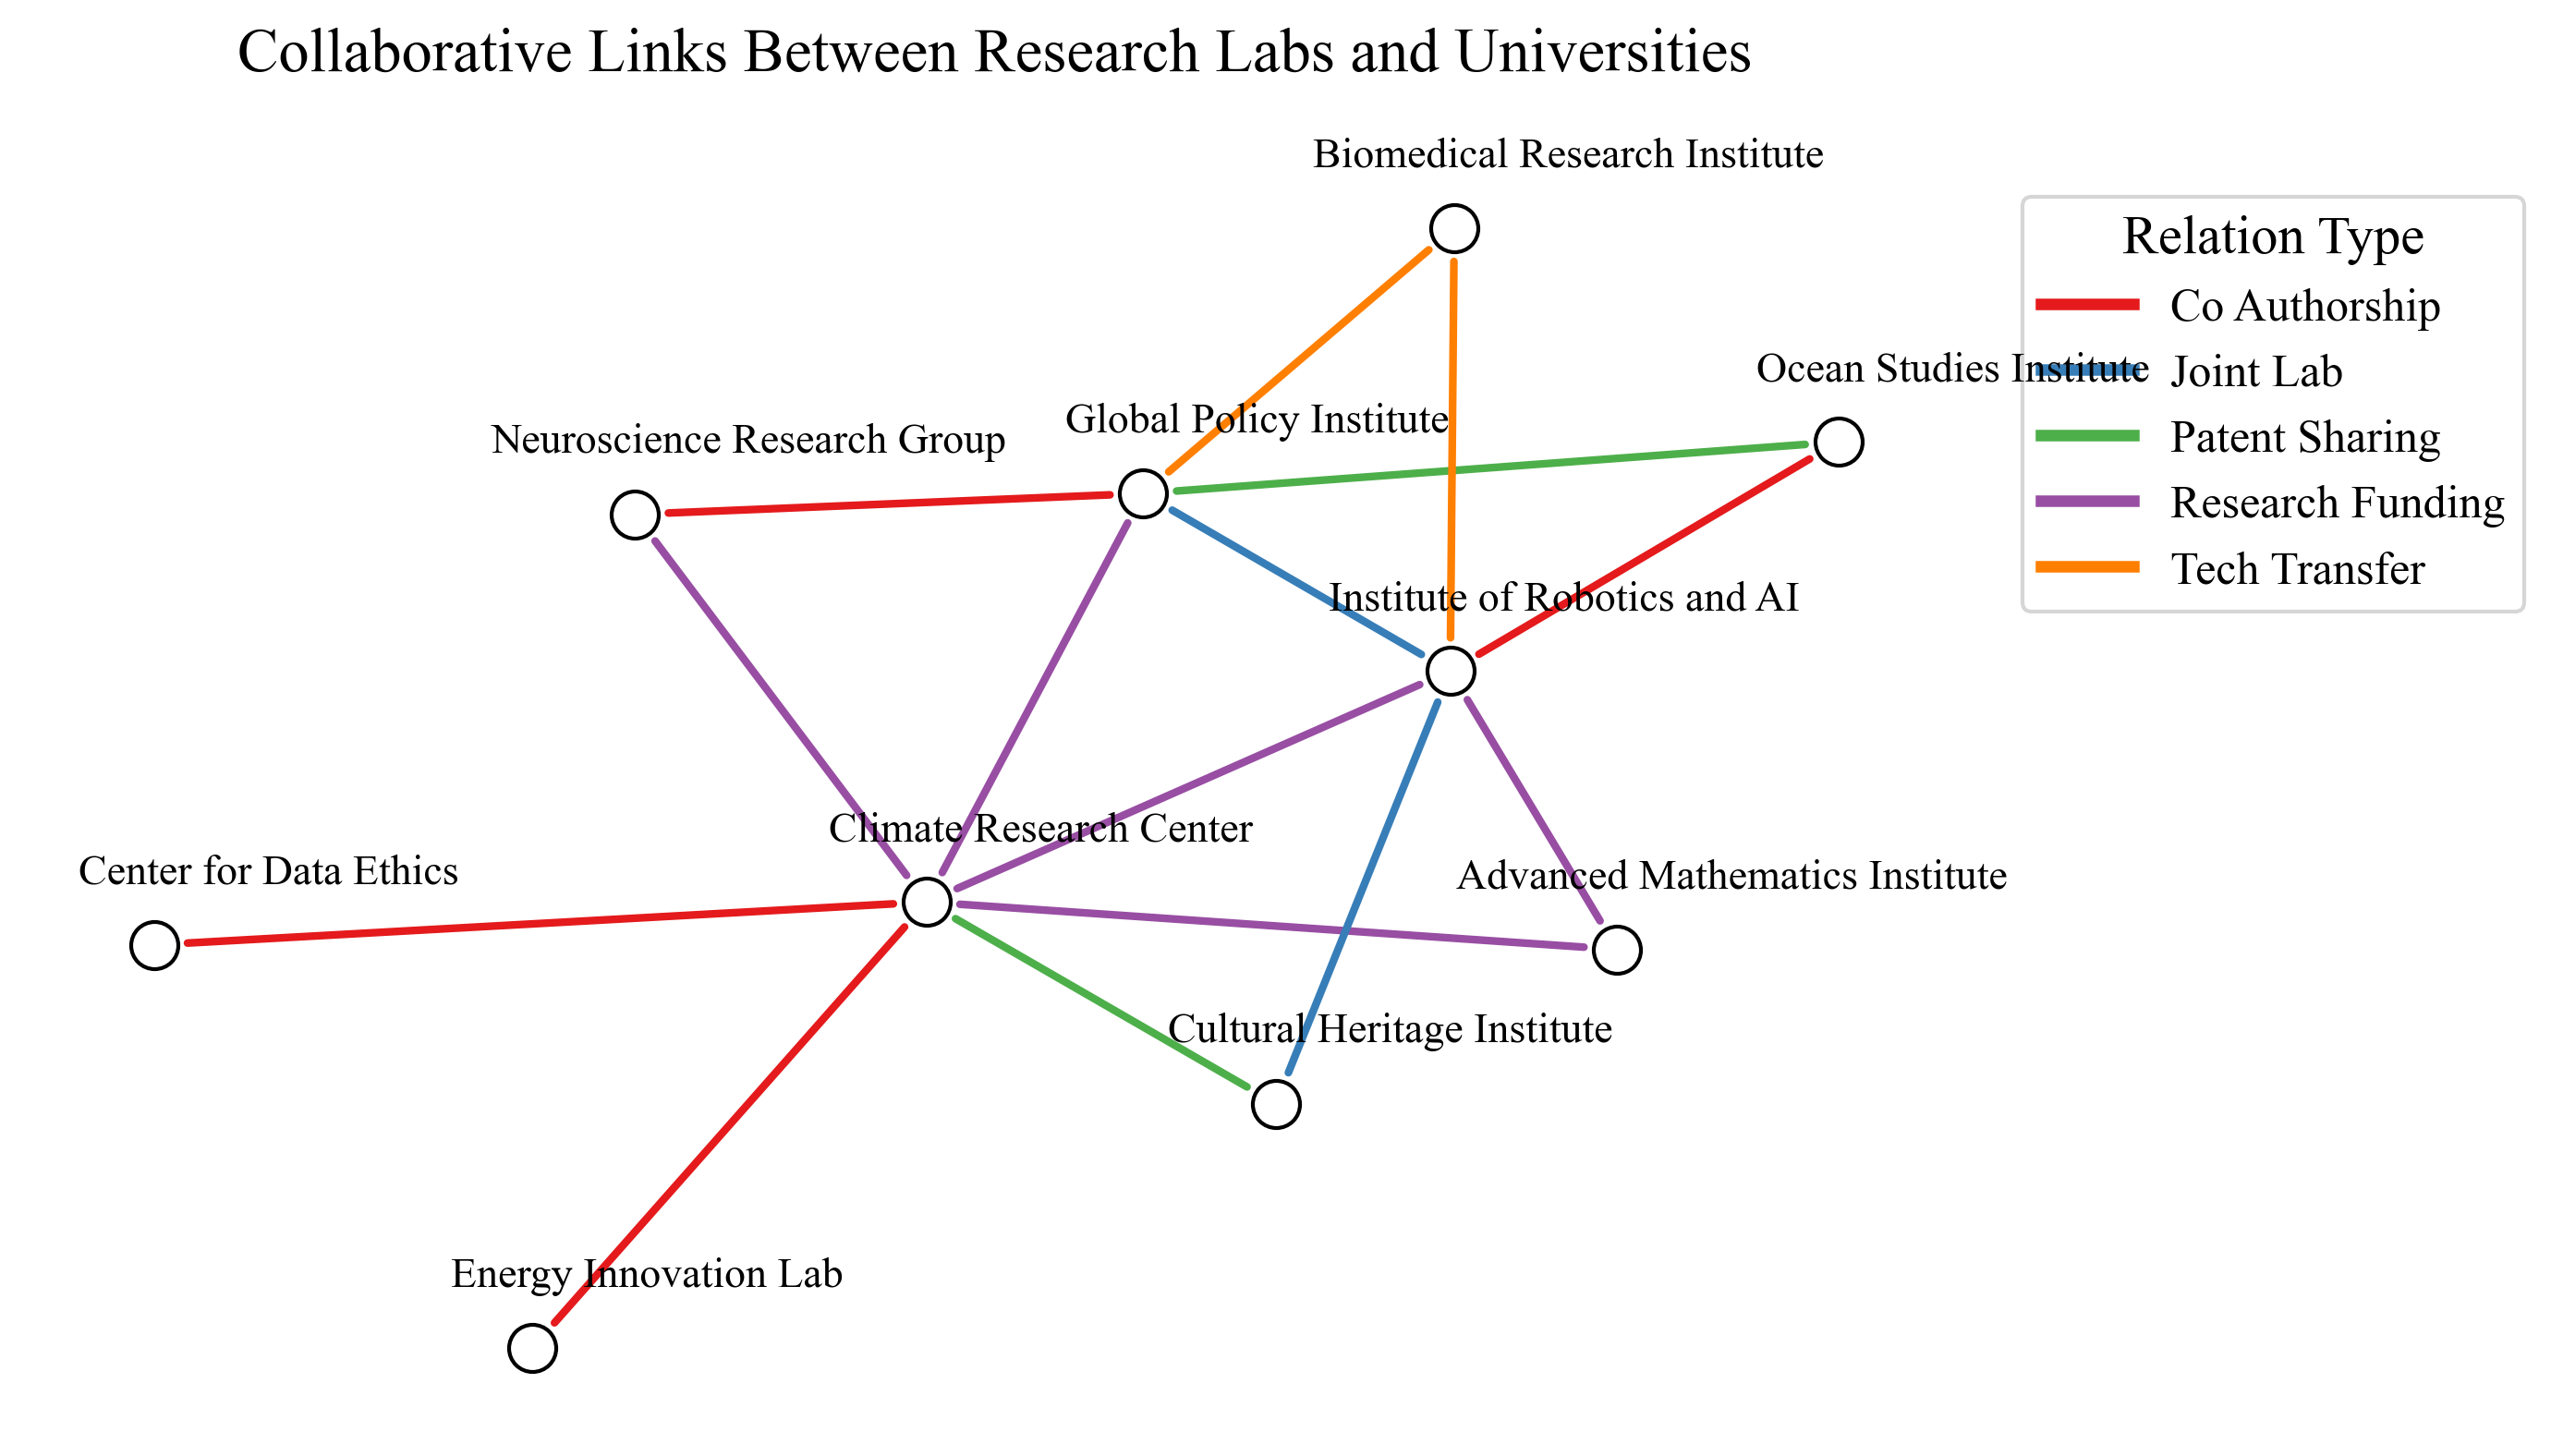 Collaborative Links Between Research Labs and Universities
Biomedical Research Institute
Relation Type
Co Authorship
Ocean Studies Institute
Joint Lab
Global Policy Institute
Neuroscience Research Group
Patent Sharing
Research Funding
Tech Transfer
Institute of Robotics and AI
Climate Research Center
Center for Data Ethics
Advanced Mathematics Institute
Cultural Heritage Institute
Energy Innovation Lab